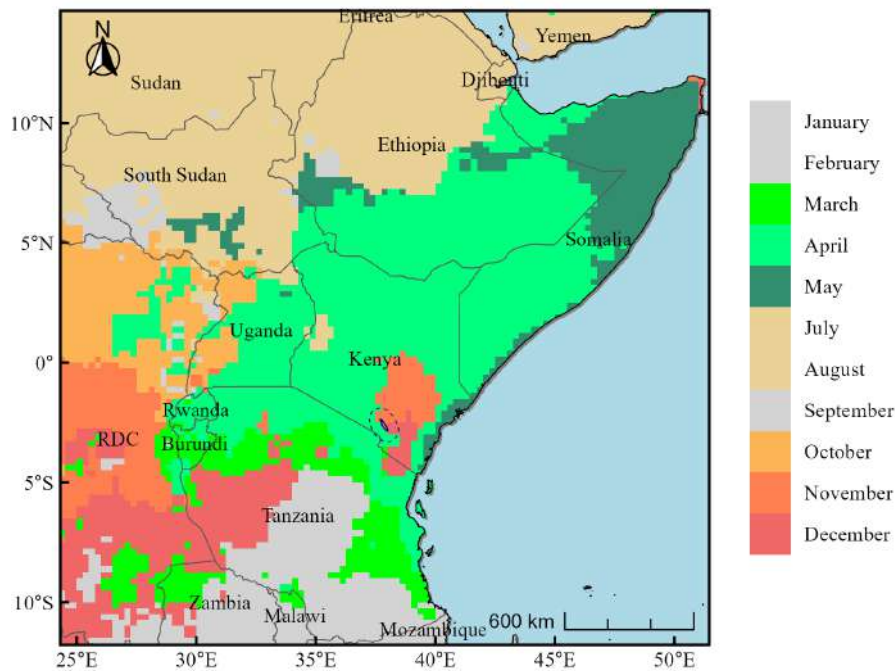 N
Eritrea
Yemen
Sudan
Djibouti
10°N
Ethiopia
South Sudan
5°N
Somalia
Uganda
0°
Kenya
Rwanda
RDC
Burundi
5°S
Tanzania
10°S
Zambia
Malawi
Mozambique
600 km
25°E
30°E
35°E
40°E
45°E
50°E
January
February
March
April
May
July
August
September
October
November
December